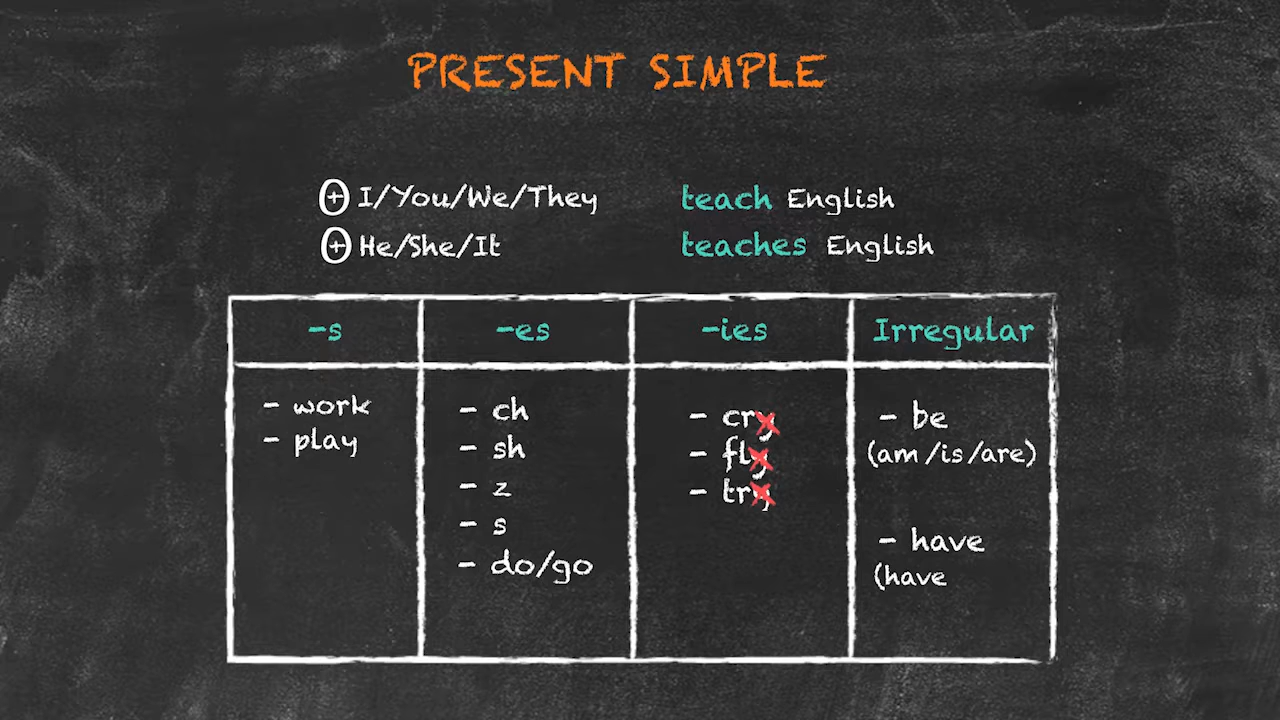 PRESENT SIMPLE
+ I/You/We/They teach English
+ He/She/It teaches English
-s -es -ies Irregular
- work
- play
- ch
- sh
- z
- s
- do/go
- cry
- fly
- try
- be
(am/is/are)
- have
(have